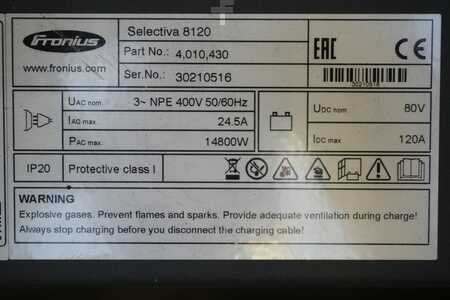 Fronius
www.fronius.com
Selectiva 8120
Part No.: 4,010,430
Ser.No.: 30210516
EAC
CE
30210516
UAC nom. 3~ NPE 400V 50/60Hz
IAC max. 24.5A
PAC max. 14800W
UDC nom. 80V
IDC max. 120A
IP20 Protective class I
WARNING
Explosive gases. Prevent flames and sparks. Provide adequate ventilation during charge!
Always stop charging before you disconnect the charging cable!